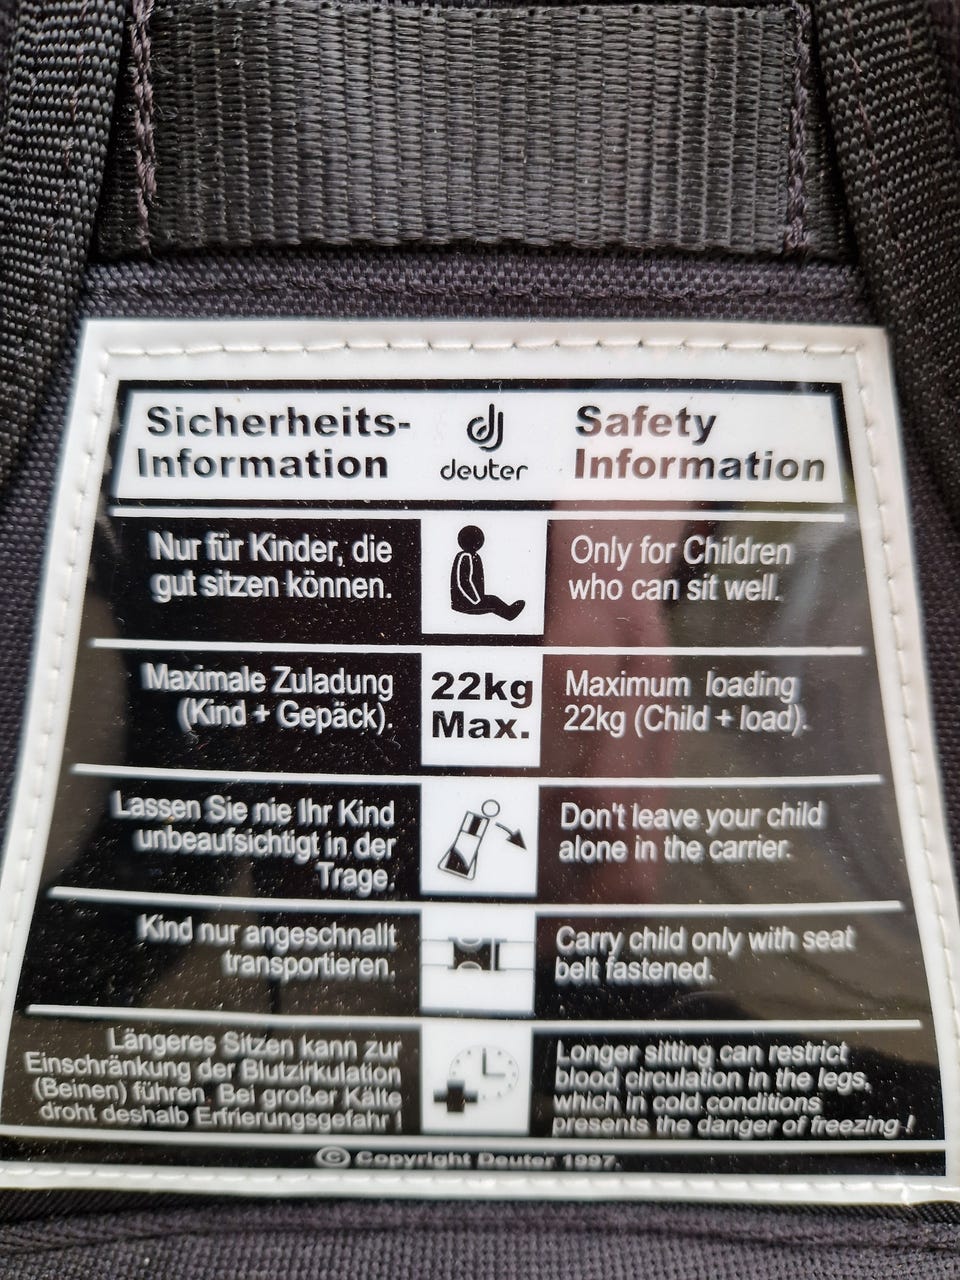 Sicherheits-
Information
deuter
Safety
Information
Nur für Kinder, die
gut sitzen können.
Only for Children
who can sit well.
Maximale Zuladung
(Kind + Gepäck).
22kg
Max.
Maximum loading
22kg (Child + load).
Lassen Sie nie Ihr Kind
unbeaufsichtigt in der
Trage.
Don't leave your child
alone in the carrier.
Kind nur angeschnallt
transportieren.
Carry child only with seat
belt fastened.
Längeres Sitzen kann zur
Einschränkung der Blutzirkulation
(Beinen) führen. Bei großer Kälte
droht deshalb Erfrierungsgefahr !
Longer sitting can restrict
blood circulation in the legs,
which in cold conditions
presents the danger of freezing !
© Copyright Deuter 1997.